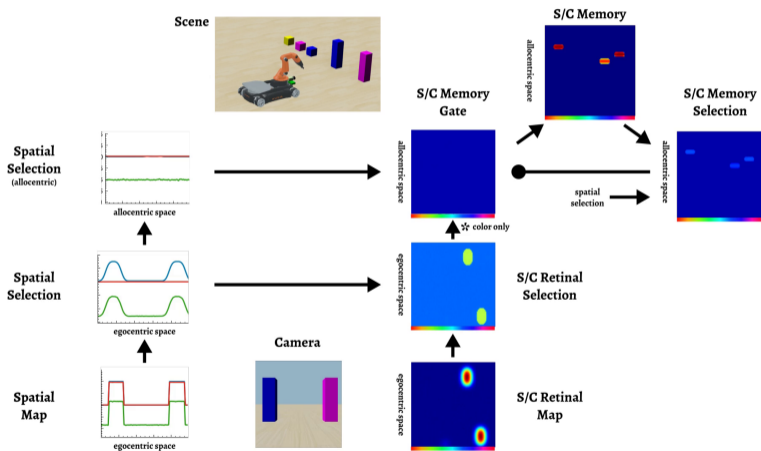 Scene
S/C Memory
allocentric space
S/C Memory
Gate
allocentric space
S/C Memory
Selection
allocentric space
Spatial
Selection
(allocentric)
allocentric space
spatial
selection
* color only
Spatial
Selection
egocentric space
egocentric space
S/C Retinal
Selection
Camera
Spatial
Map
egocentric space
egocentric space
S/C Retinal
Map